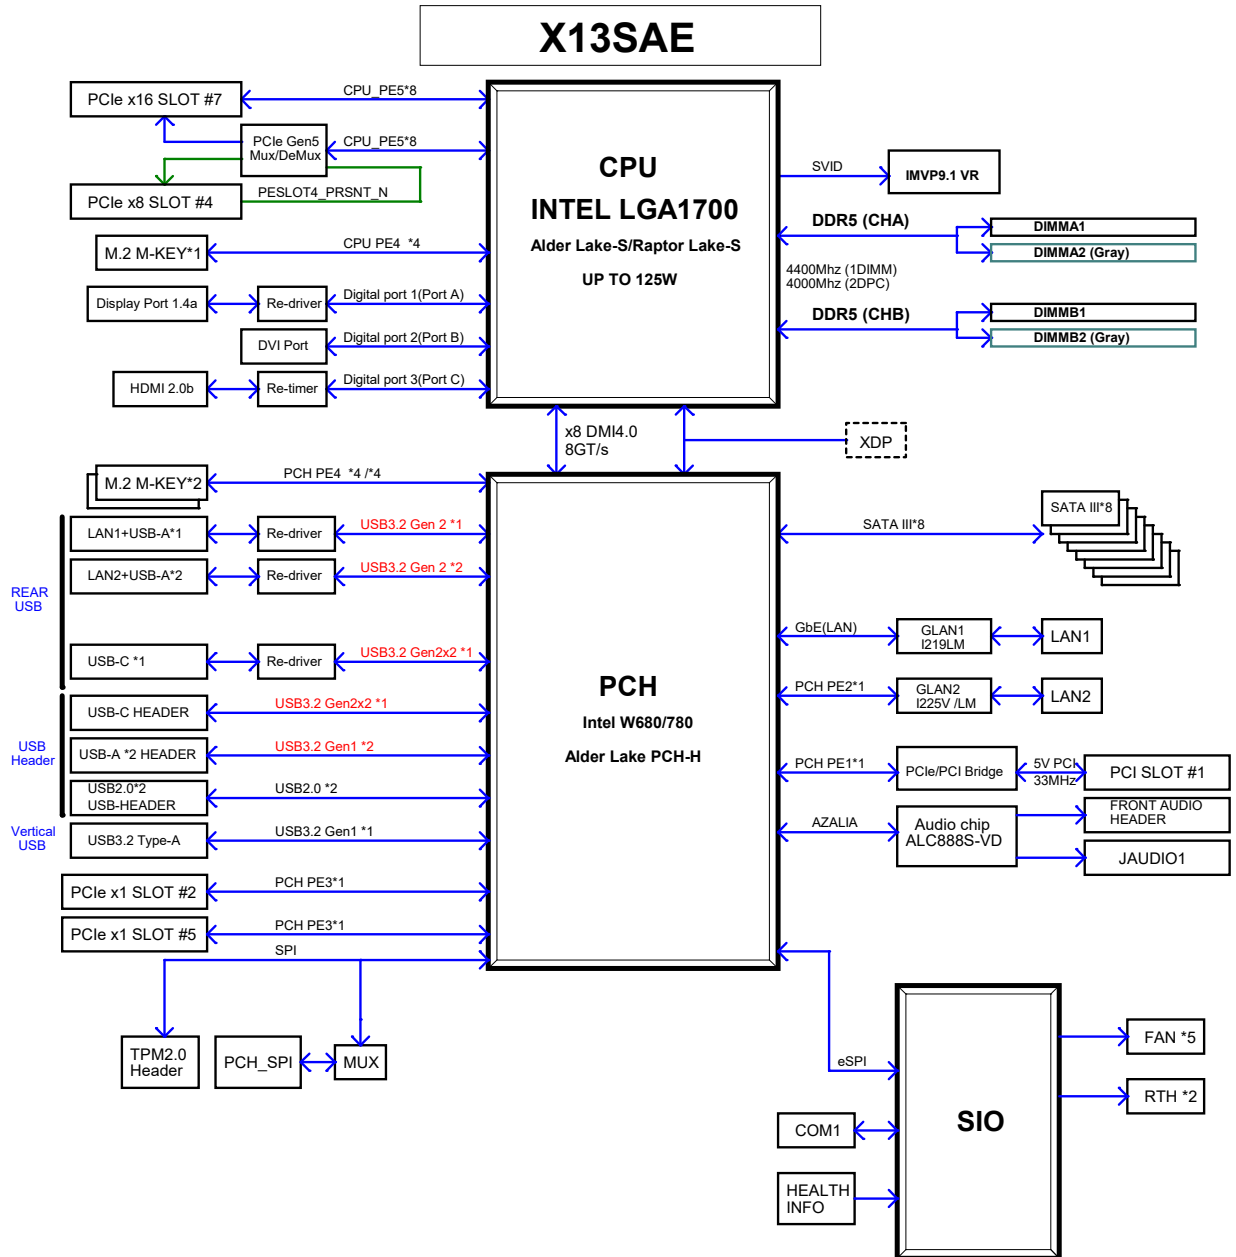 X13SAE
PCIe x16 SLOT #7
CPU_PE5*8
PCIe Gen5
Mux/DeMux
CPU_PE5*8
PCIe x8 SLOT #4
PESLOT4_PRSNT_N
M.2 M-KEY*1
CPU PE4 *4
Display Port 1.4a
Re-driver
Digital port 1(Port A)
DVI Port
Digital port 2(Port B)
HDMI 2.0b
Re-timer
Digital port 3(Port C)
CPU
INTEL LGA1700
Alder Lake-S/Raptor Lake-S
UP TO 125W
SVID
IMVP9.1 VR
DDR5 (CHA)
DIMMA1
DIMMA2 (Gray)
4400Mhz (1DIMM)
4000Mhz (2DPC)
DDR5 (CHB)
DIMMB1
DIMMB2 (Gray)
x8 DMI4.0
8GT/s
XDP
M.2 M-KEY*2
PCH PE4 *4 /*4
REAR
USB
LAN1+USB-A*1
Re-driver
USB3.2 Gen 2 *1
LAN2+USB-A*2
Re-driver
USB3.2 Gen 2 *2
USB-C *1
Re-driver
USB3.2 Gen2x2 *1
USB
Header
USB-C HEADER
USB3.2 Gen2x2 *1
USB-A *2 HEADER
USB3.2 Gen1 *2
USB2.0*2
USB-HEADER
USB2.0 *2
Vertical
USB
USB3.2 Type-A
USB3.2 Gen1 *1
PCIe x1 SLOT #2
PCH PE3*1
PCIe x1 SLOT #5
PCH PE3*1
SPI
TPM2.0
Header
PCH_SPI
MUX
PCH
Intel W680/780
Alder Lake PCH-H
SATA III*8
SATA III*8
GbE(LAN)
GLAN1
I219LM
LAN1
PCH PE2*1
GLAN2
I225V /LM
LAN2
PCH PE1*1
PCIe/PCI Bridge
5V PCI
33MHz
PCI SLOT #1
AZALIA
Audio chip
ALC888S-VD
FRONT AUDIO
HEADER
JAUDIO1
eSPI
SIO
FAN *5
RTH *2
COM1
HEALTH
INFO